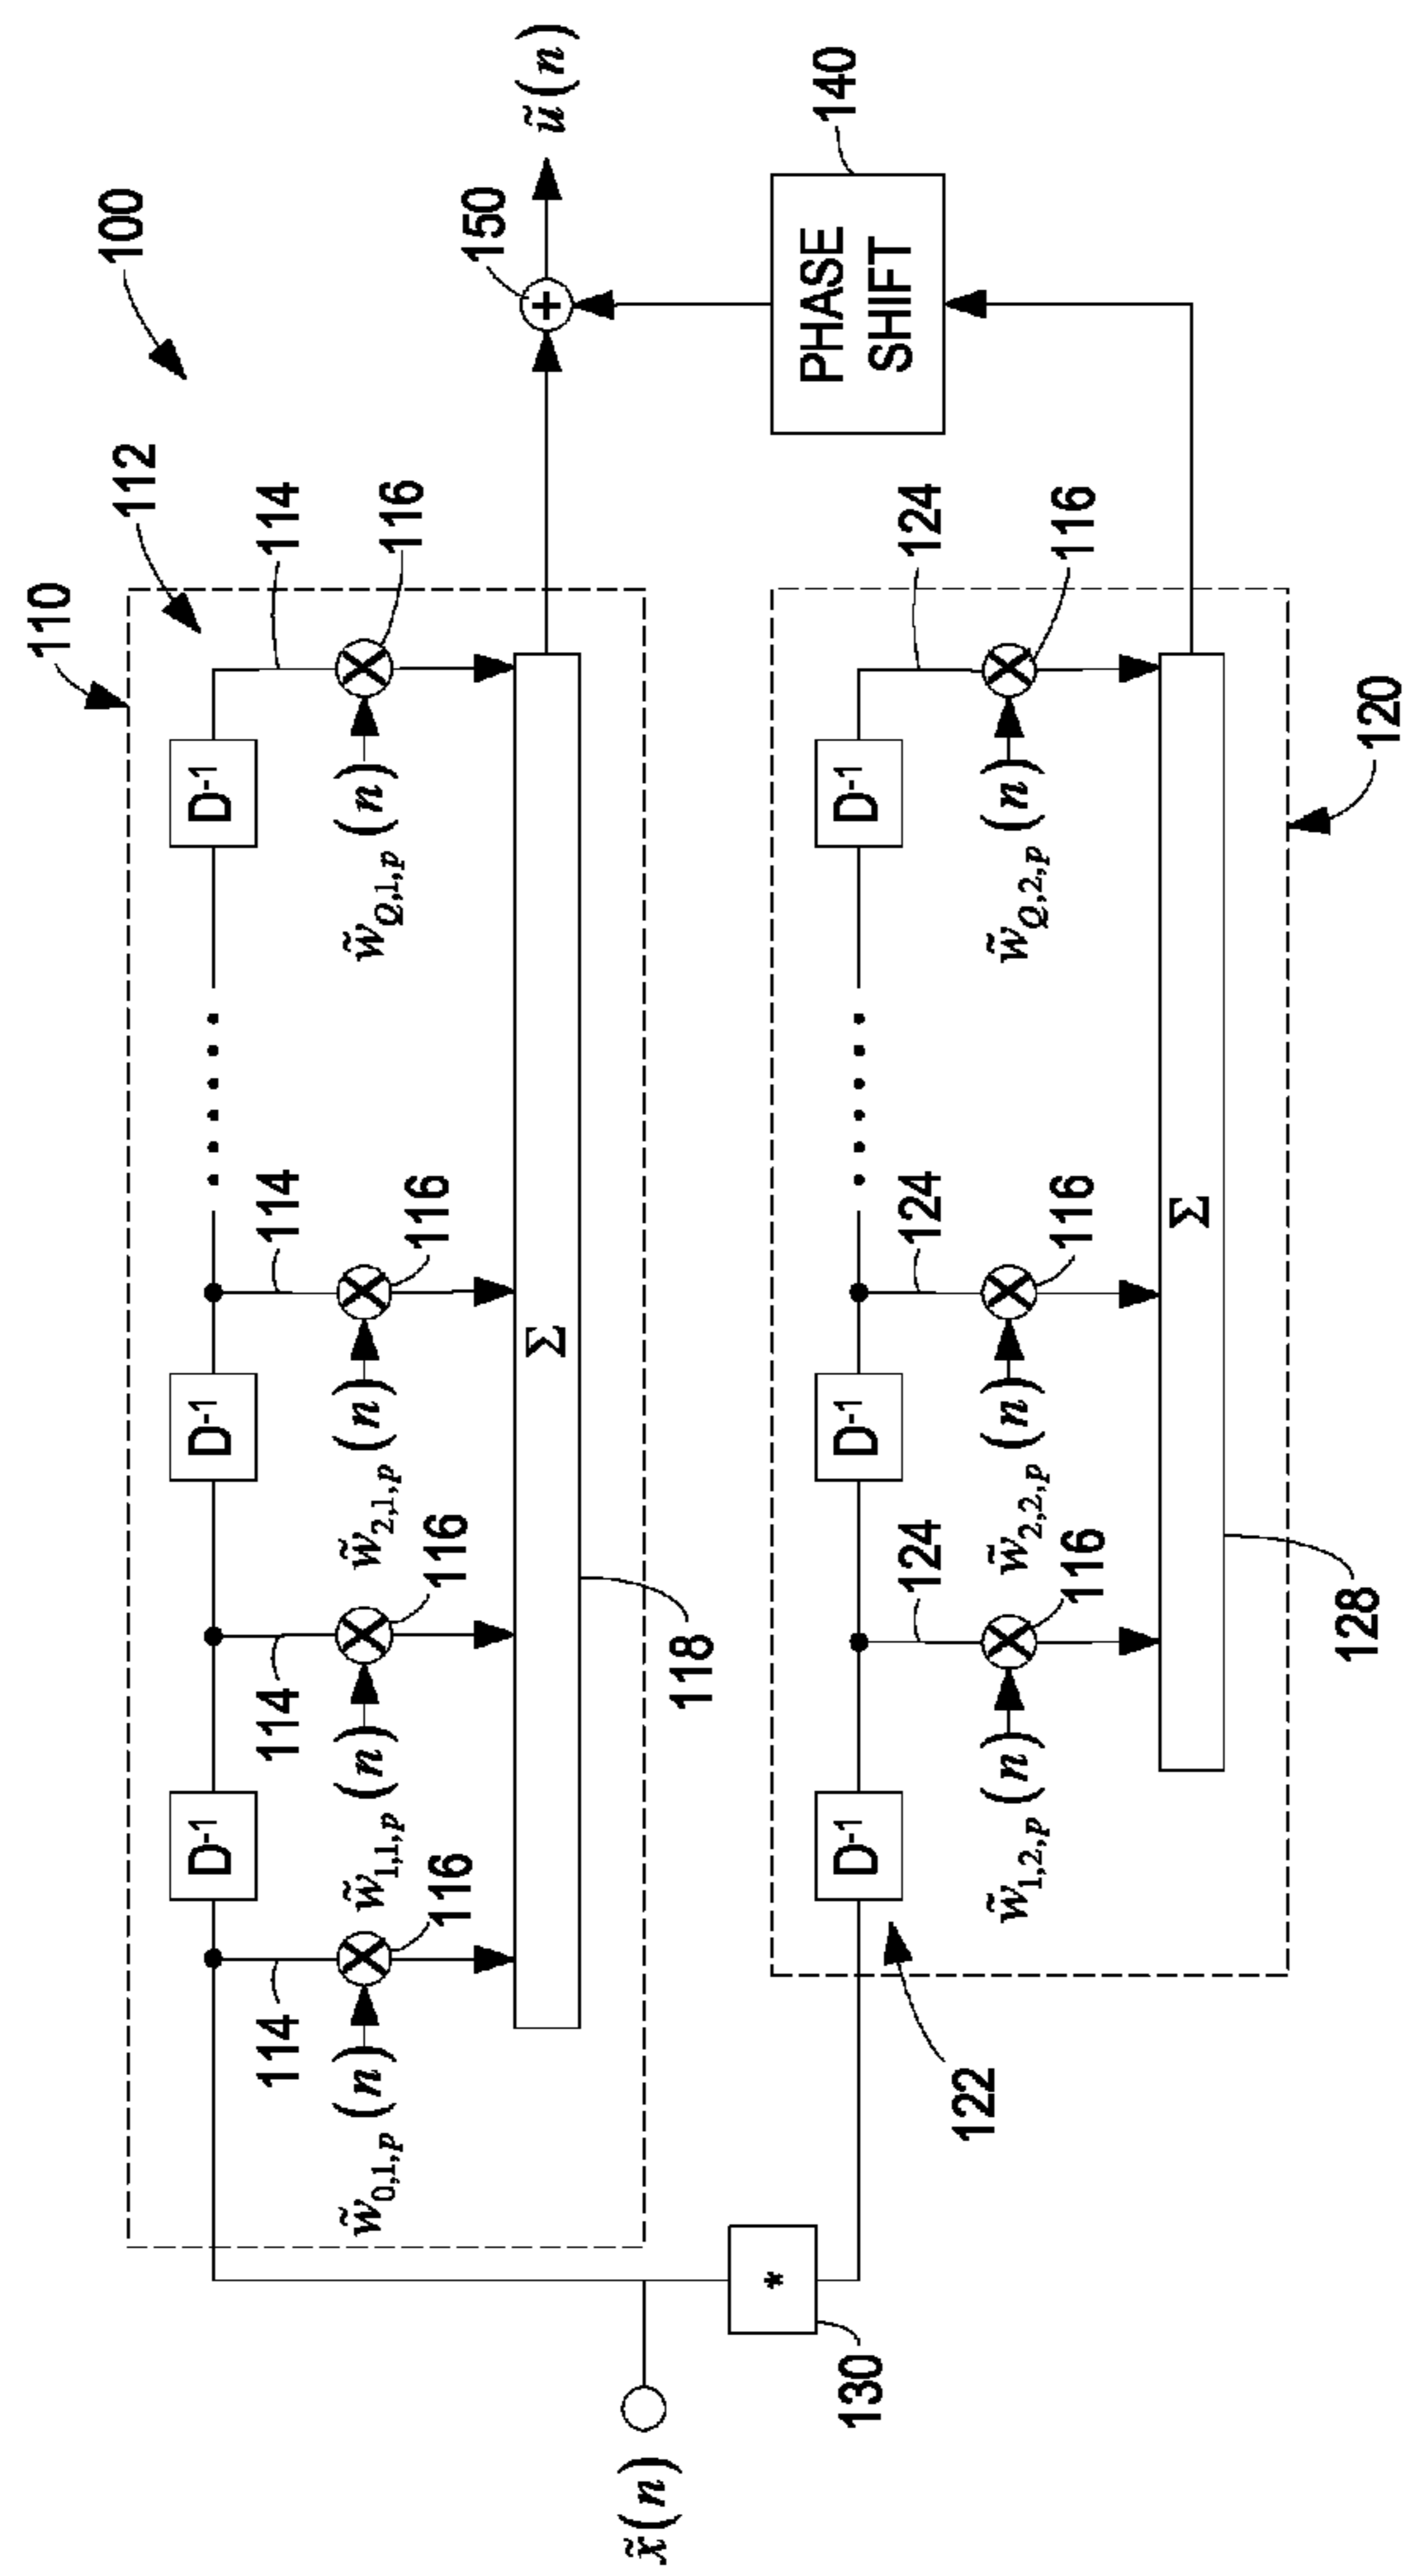 100
110
112
D⁻¹
D⁻¹
D⁻¹
114
114
114
114
116
116
116
116
w̃0,1,p(n)
w̃1,1,p(n)
w̃2,1,p(n)
w̃Q,1,p(n)
Σ
118
150
ũ(n)
x̃(n)
*
130
PHASE
SHIFT
140
122
D⁻¹
D⁻¹
D⁻¹
124
124
124
116
116
116
w̃1,2,p(n)
w̃2,2,p(n)
w̃Q,2,p(n)
Σ
128
120